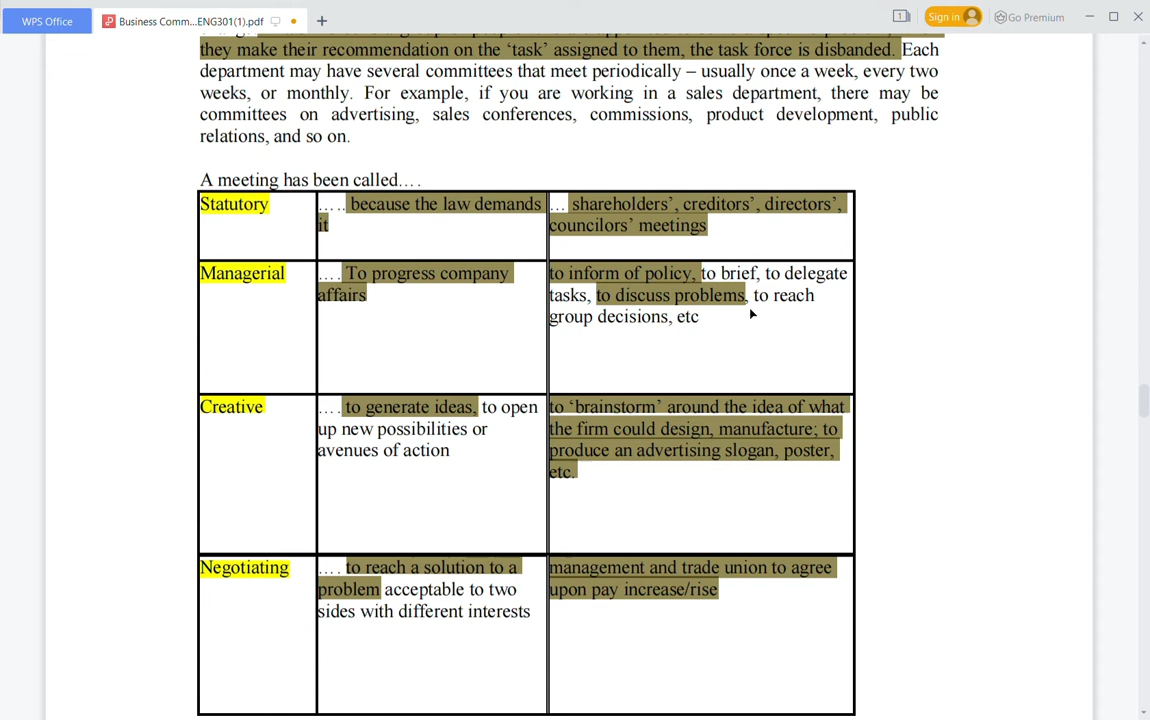 WPS Office
Business Comm...ENG301(1).pdf
Sign in
Go Premium
they make their recommendation on the ‘task’ assigned to them, the task force is disbanded. Each
department may have several committees that meet periodically – usually once a week, every two
weeks, or monthly. For example, if you are working in a sales department, there may be
committees on advertising, sales conferences, commissions, product development, public
relations, and so on.
A meeting has been called….
Statutory
….. because the law demands
it
… shareholders’, creditors’, directors’,
councilors’ meetings
Managerial
…. To progress company
affairs
to inform of policy, to brief, to delegate
tasks, to discuss problems, to reach
group decisions, etc
Creative
…. to generate ideas, to open
up new possibilities or
avenues of action
to ‘brainstorm’ around the idea of what
the firm could design, manufacture; to
produce an advertising slogan, poster,
etc.
Negotiating
…. to reach a solution to a
problem acceptable to two
sides with different interests
management and trade union to agree
upon pay increase/rise